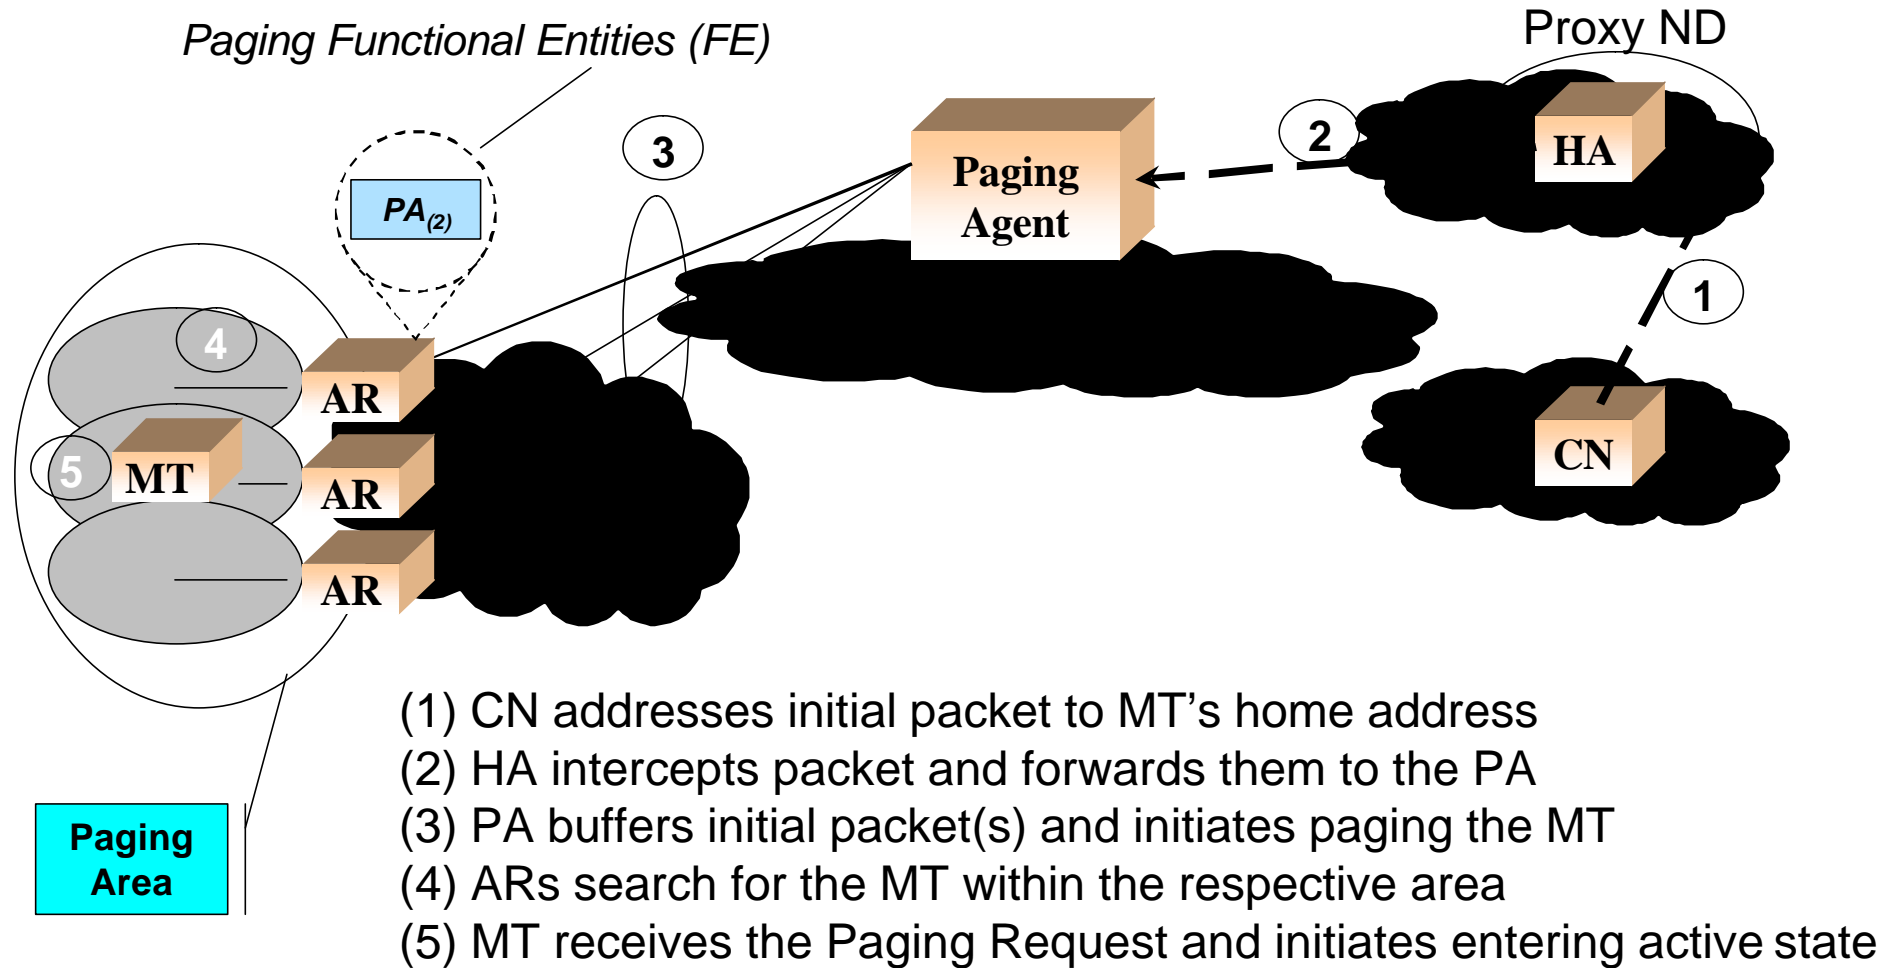 Paging Functional Entities (FE)
Proxy ND
3
2
HA
Paging
Agent
PA(2)
1
4
AR
CN
5
MT
AR
AR
(1) CN addresses initial packet to MT’s home address
(2) HA intercepts packet and forwards them to the PA
(3) PA buffers initial packet(s) and initiates paging the MT
(4) ARs search for the MT within the respective area
(5) MT receives the Paging Request and initiates entering active state
Paging
Area